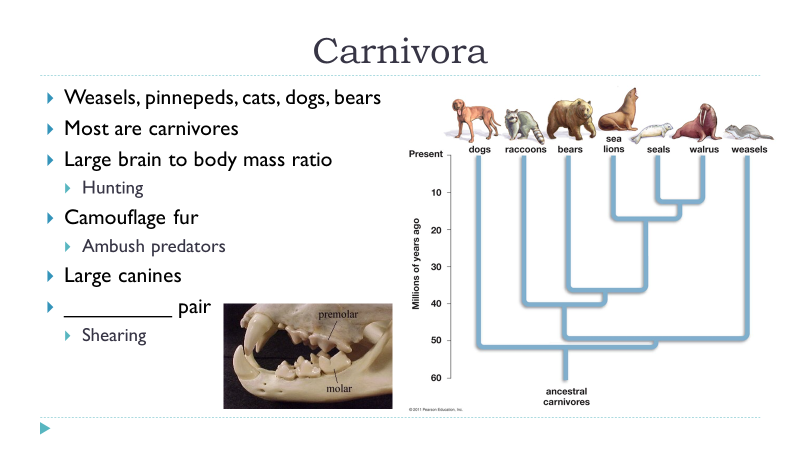 Carnivora
Weasels, pinnepeds, cats, dogs, bears
Most are carnivores
Large brain to body mass ratio
Hunting
Camouflage fur
Ambush predators
Large canines
__________ pair
Shearing
premolar
molar
Present
dogs
raccoons
bears
sea
lions
seals
walrus
weasels
Millions of years ago
10
20
30
40
50
60
ancestral
carnivores
© 2011 Pearson Education, Inc.